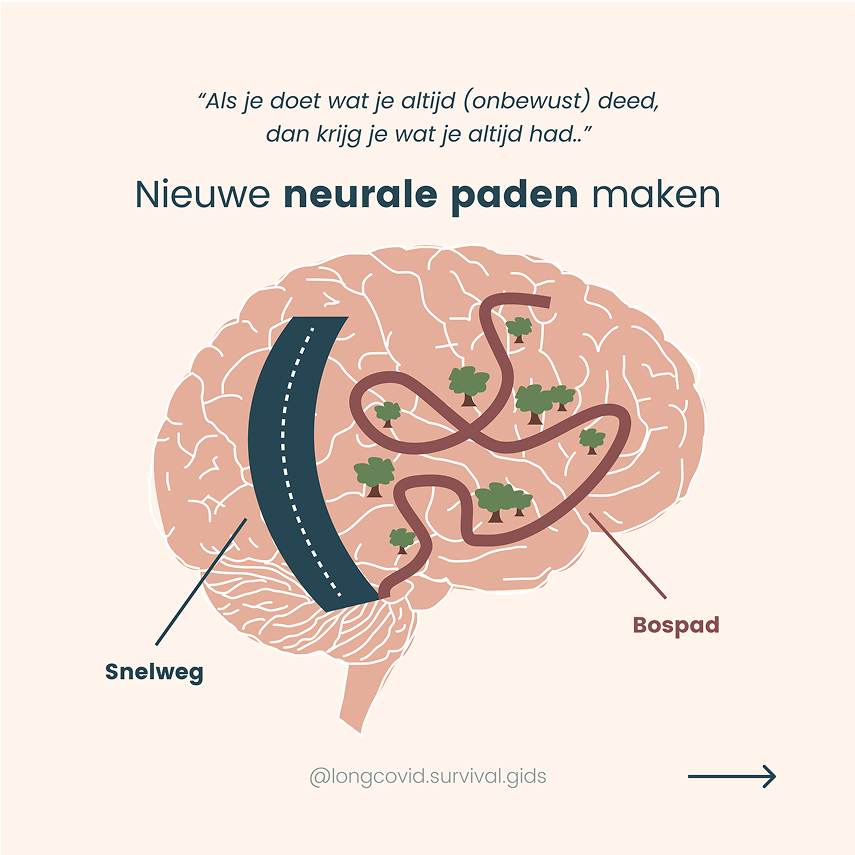 “Als je doet wat je altijd (onbewust) deed,
dan krijg je wat je altijd had..”
Nieuwe neurale paden maken
Bospad
Snelweg
@longcovid.survival.gids